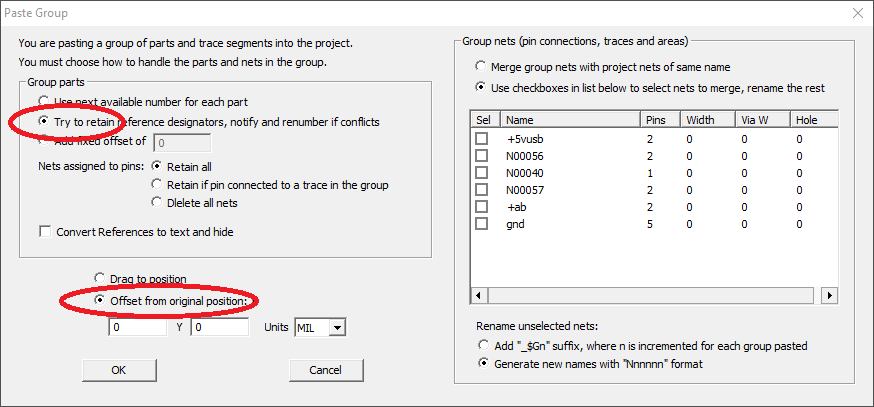 Paste Group
You are pasting a group of parts and trace segments into the project.
You must choose how to handle the parts and nets in the group.
Group parts
Use next available number for each part
Try to retain reference designators, notify and renumber if conflicts
Add fixed offset of 0
Nets assigned to pins: Retain all
Retain if pin connected to a trace in the group
Dlelete all nets
Convert References to text and hide
Drag to position
Offset from original position:
0 Y 0 Units MIL
OK Cancel
Group nets (pin connections, traces and areas)
Merge group nets with project nets of same name
Use checkboxes in list below to select nets to merge, rename the rest
Sel Name Pins Width Via W Hole
+5vusb 2 0 0 0
N00056 2 0 0 0
N00040 1 0 0 0
N00057 2 0 0 0
+ab 2 0 0 0
gnd 5 0 0 0
Rename unselected nets:
Add "_$Gn" suffix, where n is incremented for each group pasted
Generate new names with "Nnnnnn" format